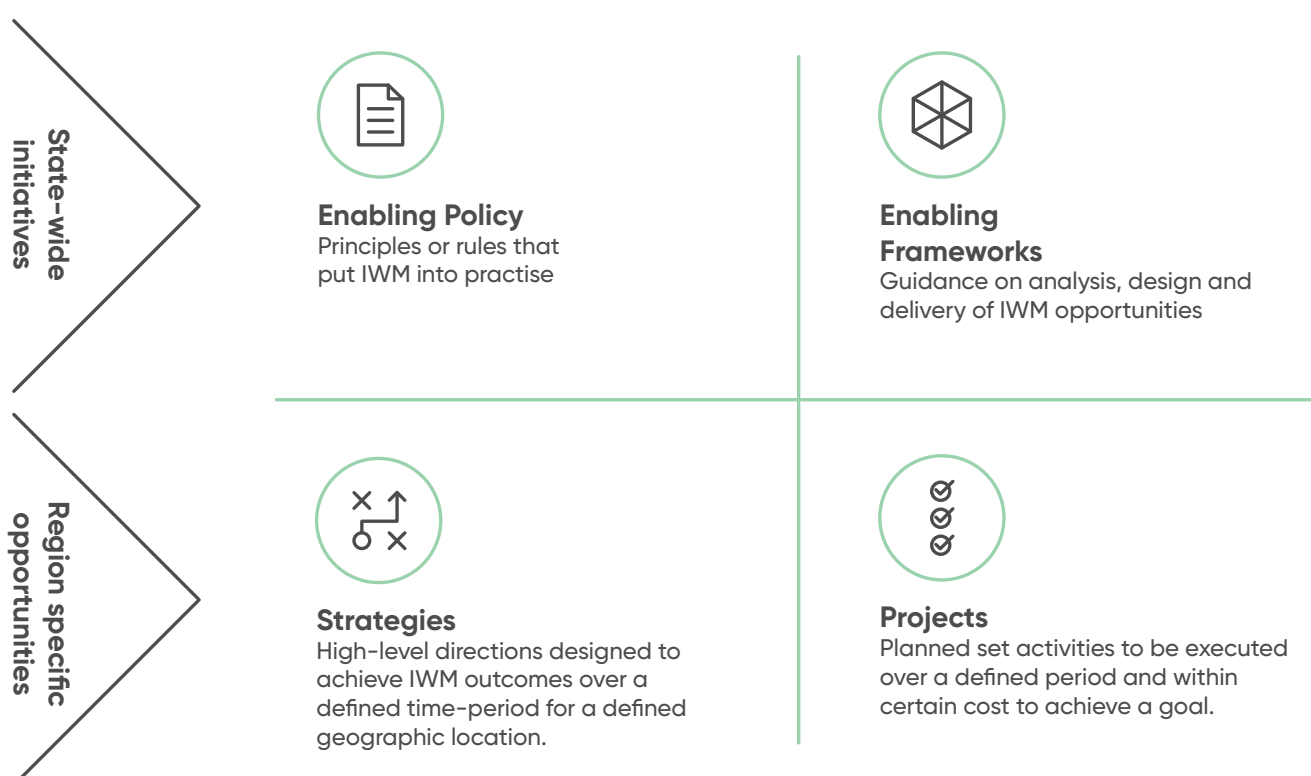 State-wide
initiatives
Enabling Policy
Principles or rules that
put IWM into practise
Enabling
Frameworks
Guidance on analysis, design and
delivery of IWM opportunities
Region specific
opportunities
Strategies
High-level directions designed to
achieve IWM outcomes over a
defined time-period for a defined
geographic location.
Projects
Planned set activities to be executed
over a defined period and within
certain cost to achieve a goal.